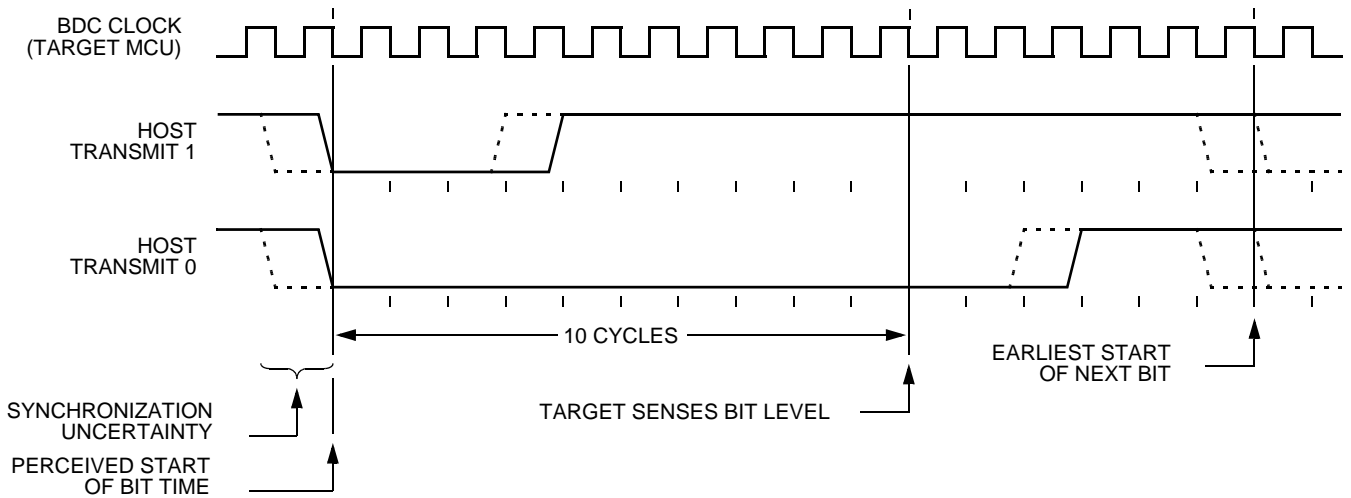 BDC CLOCK
(TARGET MCU)
HOST
TRANSMIT 1
HOST
TRANSMIT 0
10 CYCLES
EARLIEST START
OF NEXT BIT
SYNCHRONIZATION
UNCERTAINTY
TARGET SENSES BIT LEVEL
PERCEIVED START
OF BIT TIME